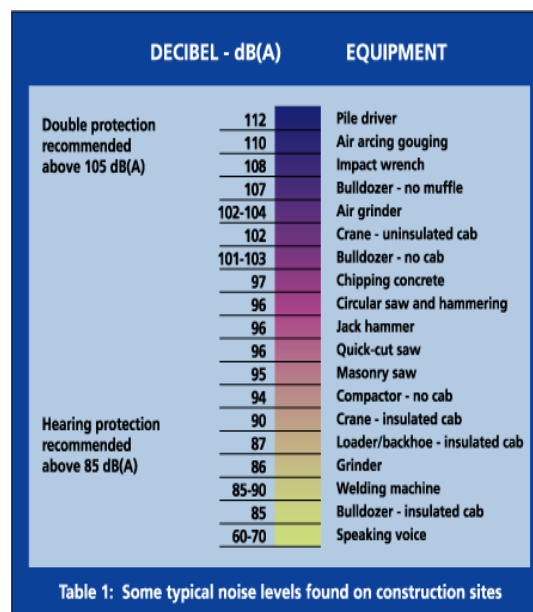 DECIBEL - dB(A) EQUIPMENT
Double protection
recommended
above 105 dB(A)
112 Pile driver
110 Air arcing gouging
108 Impact wrench
107 Bulldozer - no muffle
102-104 Air grinder
102 Crane - uninsulated cab
101-103 Bulldozer - no cab
97 Chipping concrete
96 Circular saw and hammering
96 Jack hammer
96 Quick-cut saw
95 Masonry saw
94 Compactor - no cab
Hearing protection
recommended
above 85 dB(A)
90 Crane - insulated cab
87 Loader/backhoe - insulated cab
86 Grinder
85-90 Welding machine
85 Bulldozer - insulated cab
60-70 Speaking voice
Table 1: Some typical noise levels found on construction sites